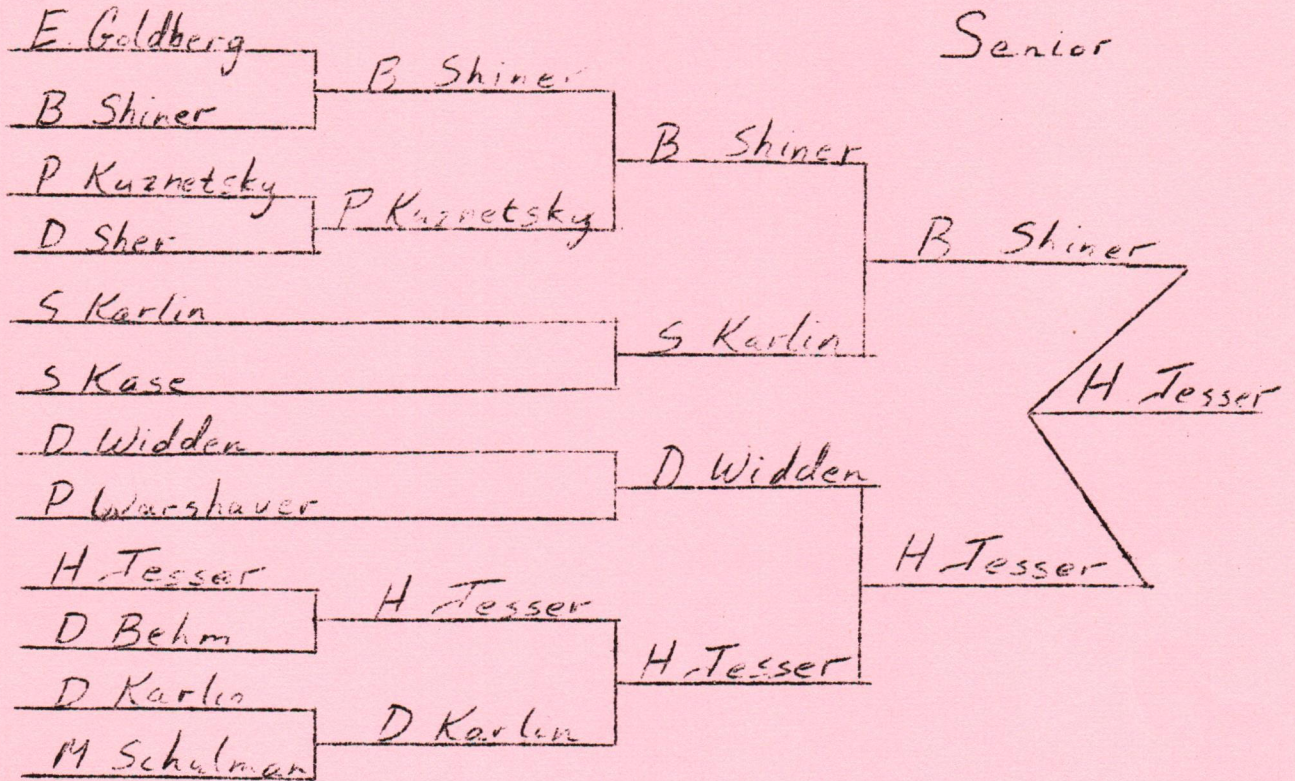 Senior
E. Goldberg
B Shiner
P Kuznetsky
D Sher
S Karlin
S Kase
D Widden
P Warshaver
H Tesser
D Behm
D Karlin
M Schulman
B Shiner
P Kuznetsky
H Tesser
D Karlin
B Shiner
S Karlin
D Widden
H Tesser
B Shiner
H Tesser
H Tesser